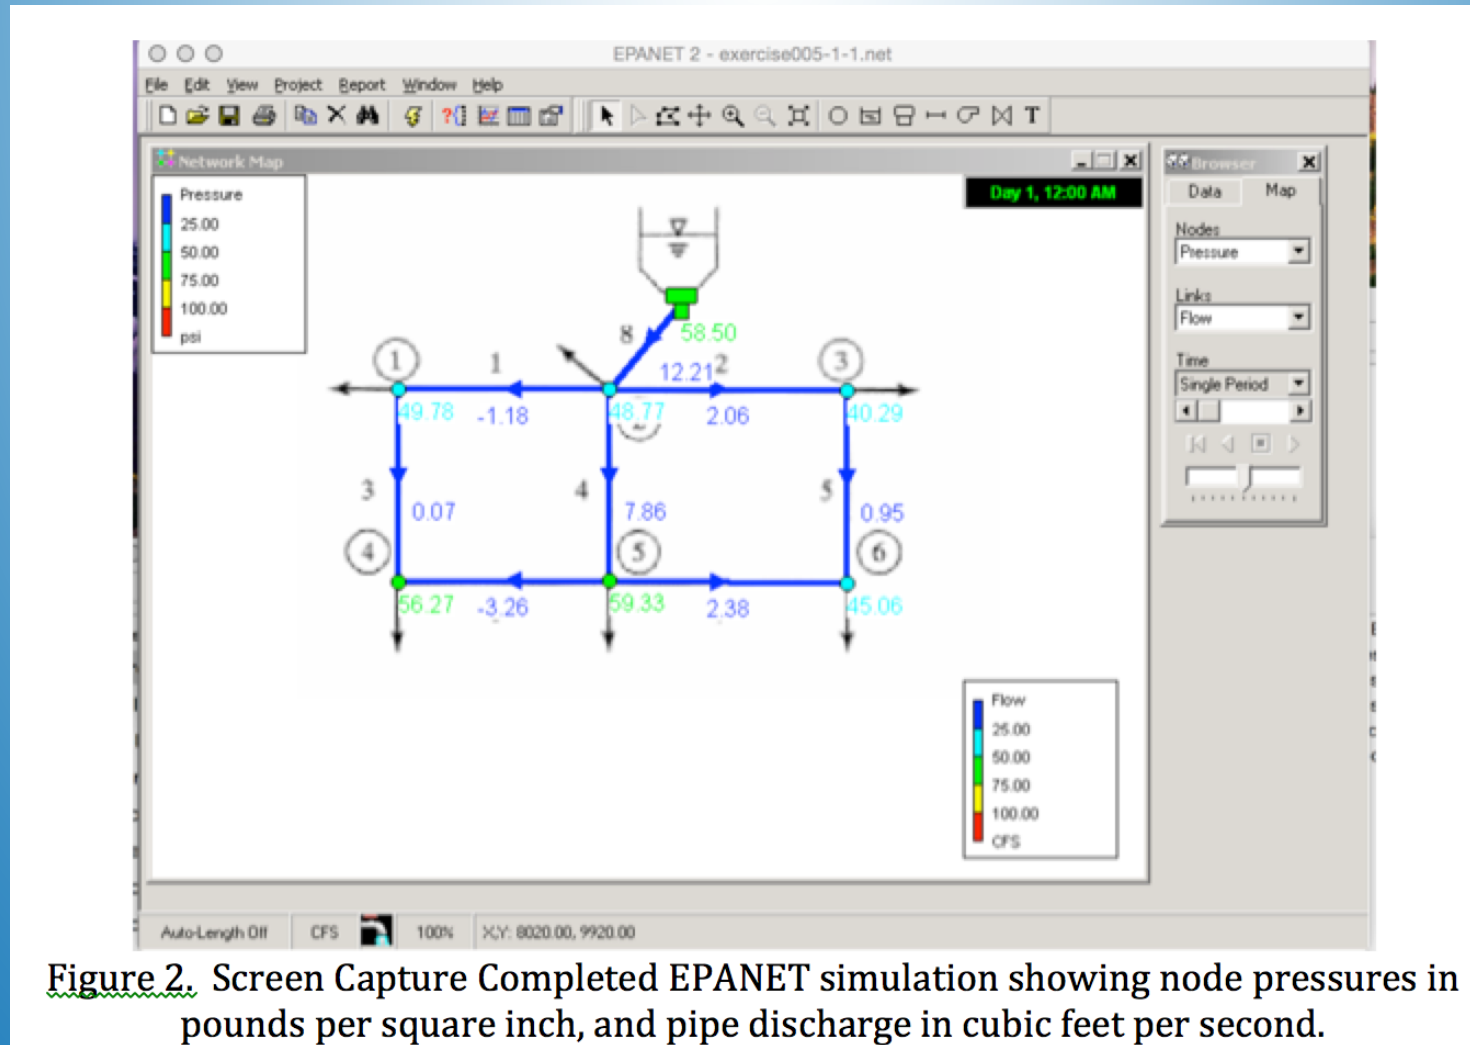 EPANET 2 - exercise005-1-1.net
File Edit View Project Report Window Help
Network Map
Pressure
25.00
50.00
75.00
100.00
psi
Day 1, 12:00 AM
8
58.50
1
1
12.21
2
3
49.78
-1.18
48.77
2.06
40.29
3
4
5
0.07
7.86
0.95
4
5
6
56.27
-3.26
59.33
2.38
45.06
Flow
25.00
50.00
75.00
100.00
CFS
Browser
Data
Map
Nodes
Pressure
Links
Flow
Time
Single Period
Auto-Length Off
CFS
100%
X,Y: 8020.00, 9920.00
Figure 2. Screen Capture Completed EPANET simulation showing node pressures in
pounds per square inch, and pipe discharge in cubic feet per second.